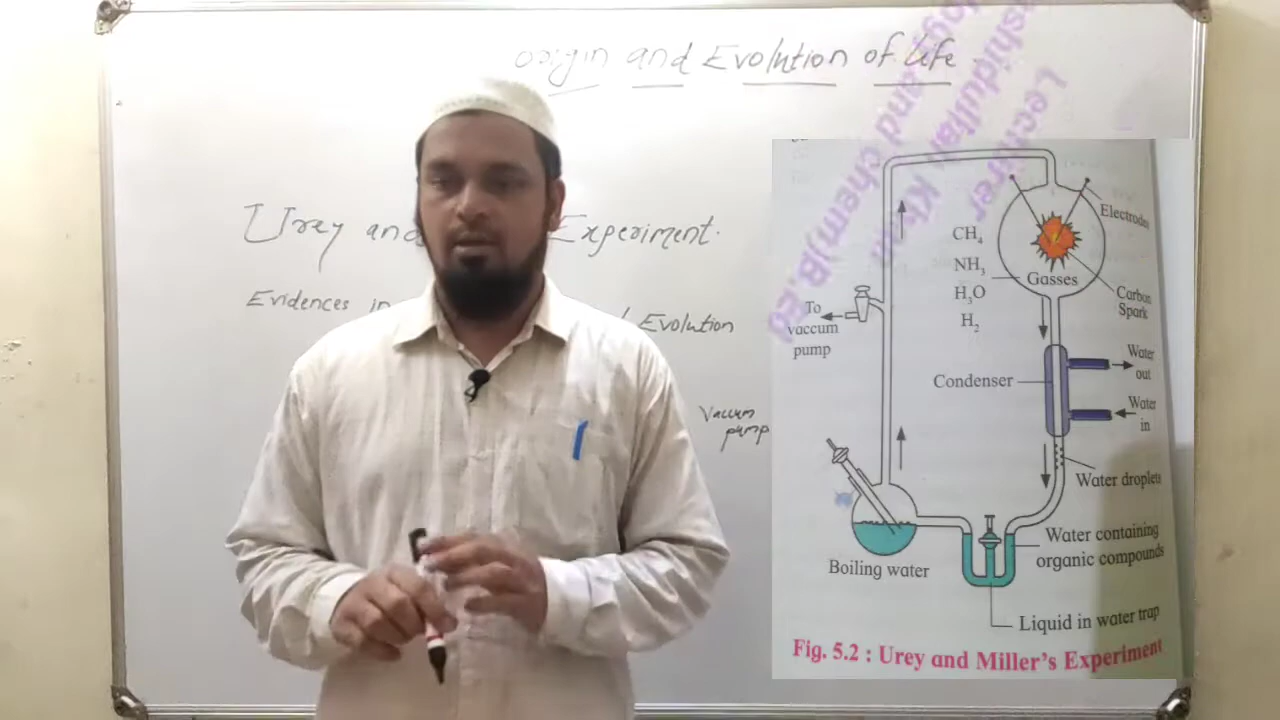 Origin and Evolution of life.
Urey and Experiment.
Evidences in Evolution
Vaccum
pump
Lecturer
CH₄
NH₃
H₃O
H₂
Gasses
Electrodes
Carbon
Spark
To
vaccum
pump
Condenser
Water
out
Water
in
Water droplets
Water containing
organic compounds
Boiling water
Liquid in water trap
Fig. 5.2 : Urey and Miller's Experiment